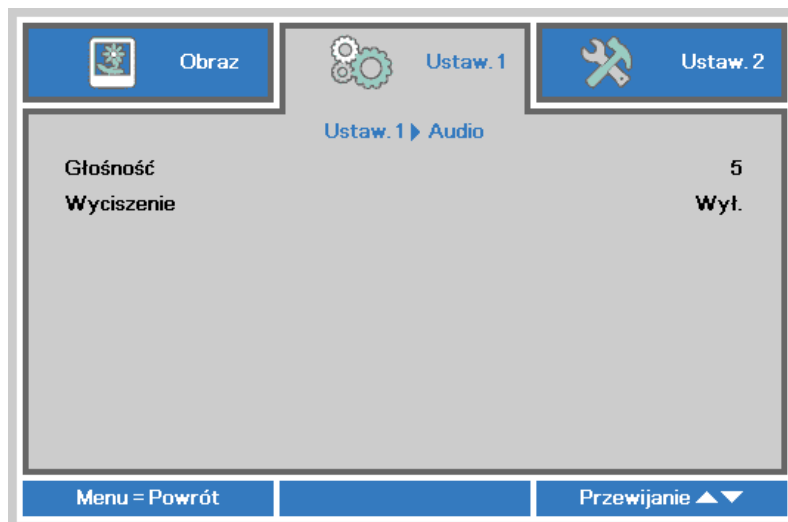 Obraz
Ustaw. 1
Ustaw. 2
Ustaw. 1 Audio
Głośność 5
Wyciszenie Wył.
Menu = Powrót
Przewijanie